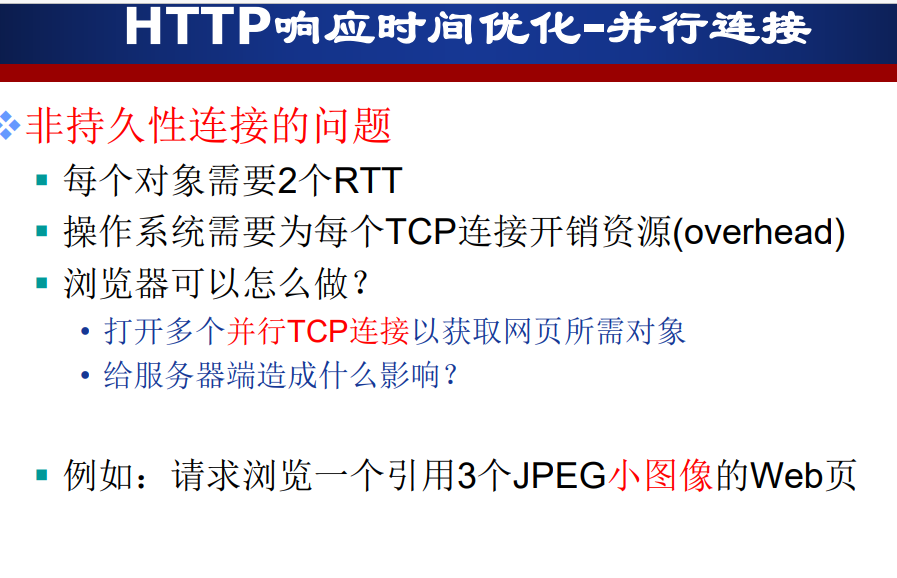 HTTP响应时间优化-并行连接
非持久性连接的问题
每个对象需要2个RTT
操作系统需要为每个TCP连接开销资源(overhead)
浏览器可以怎么做?
打开多个并行TCP连接以获取网页所需对象
给服务器端造成什么影响?
例如：请求浏览一个引用3个JPEG小图像的Web页